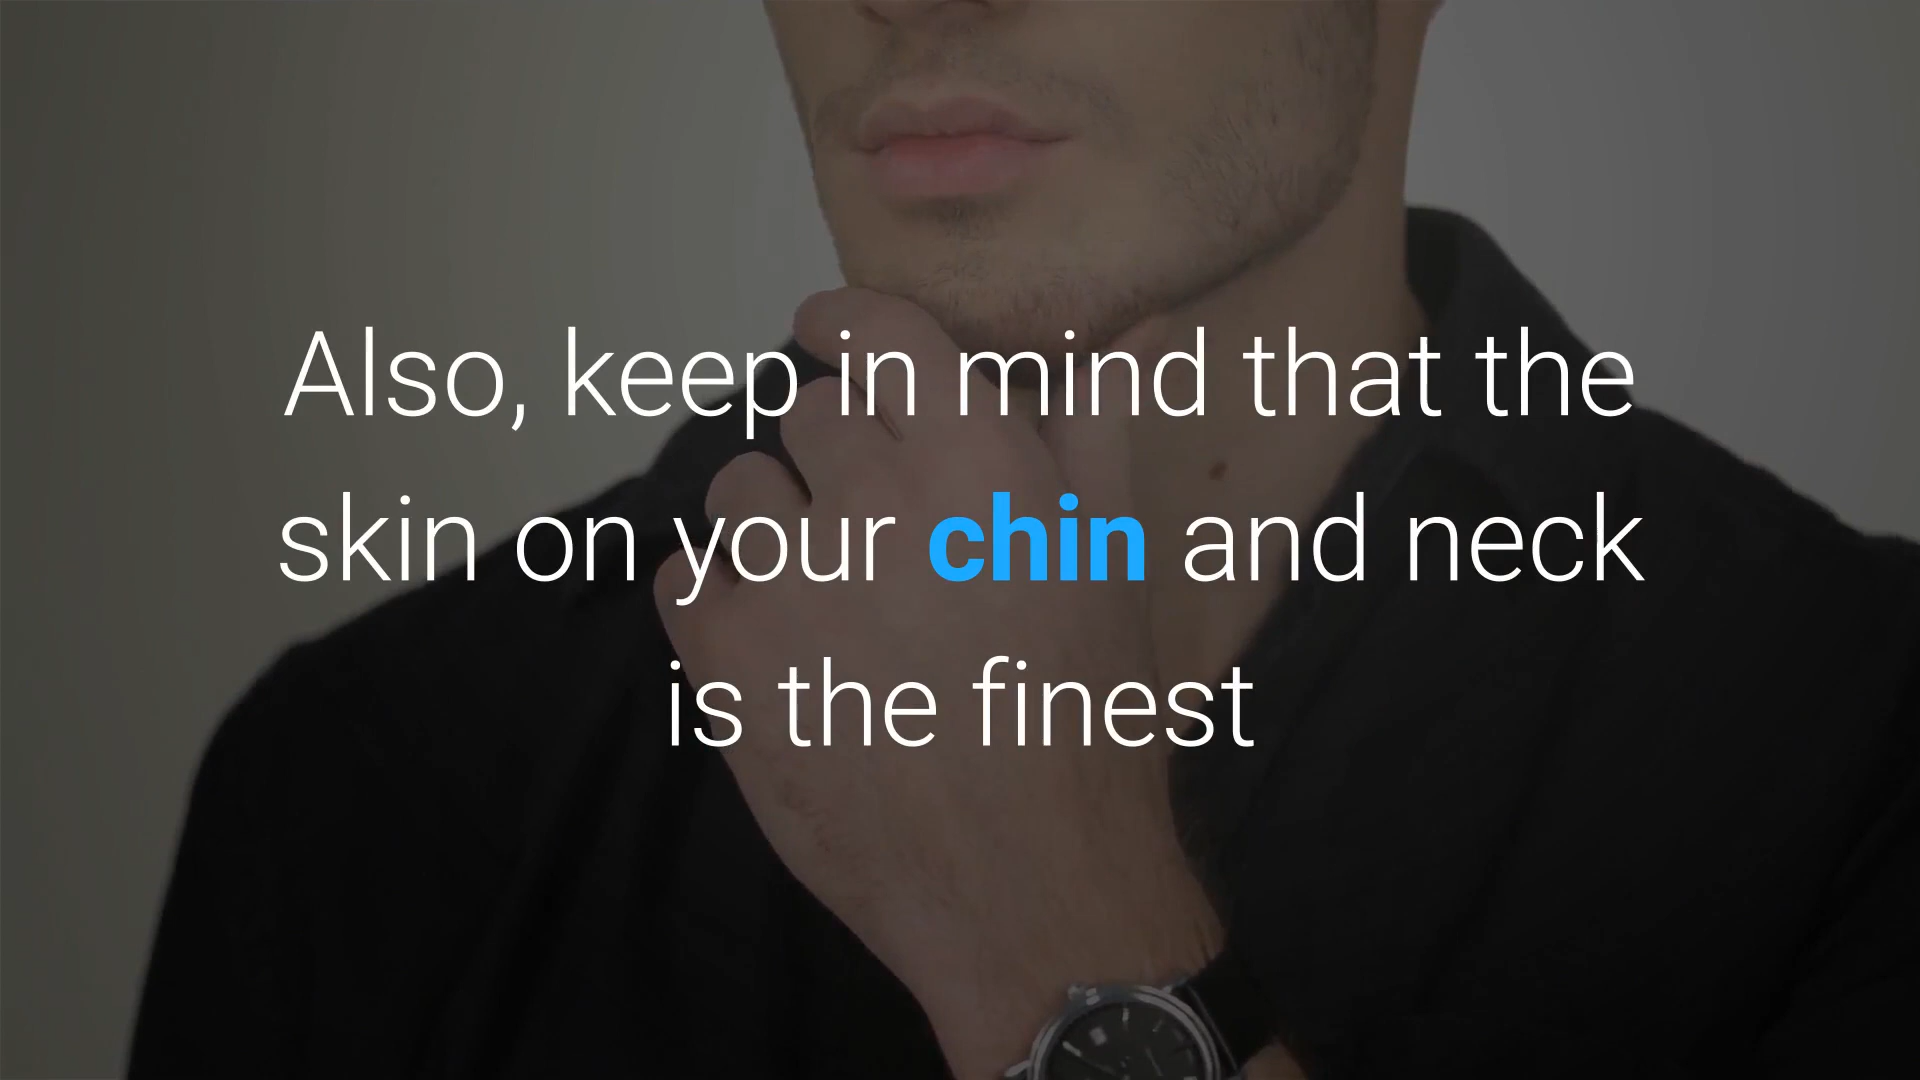 Also, keep in mind that the
skin on your chin and neck
is the finest